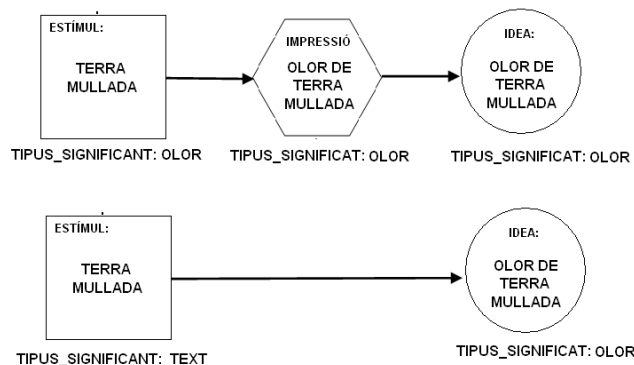 ESTÍMUL:
TERRA
MULLADA
TIPUS_SIGNIFICANT: OLOR
IMPRESSIÓ
OLOR DE
TERRA
MULLADA
TIPUS_SIGNIFICAT: OLOR
IDEA:
OLOR DE
TERRA
MULLADA
TIPUS_SIGNIFICAT: OLOR
ESTÍMUL:
TERRA
MULLADA
TIPUS_SIGNIFICANT: TEXT
IDEA:
OLOR DE
TERRA
MULLADA
TIPUS_SIGNIFICAT: OLOR